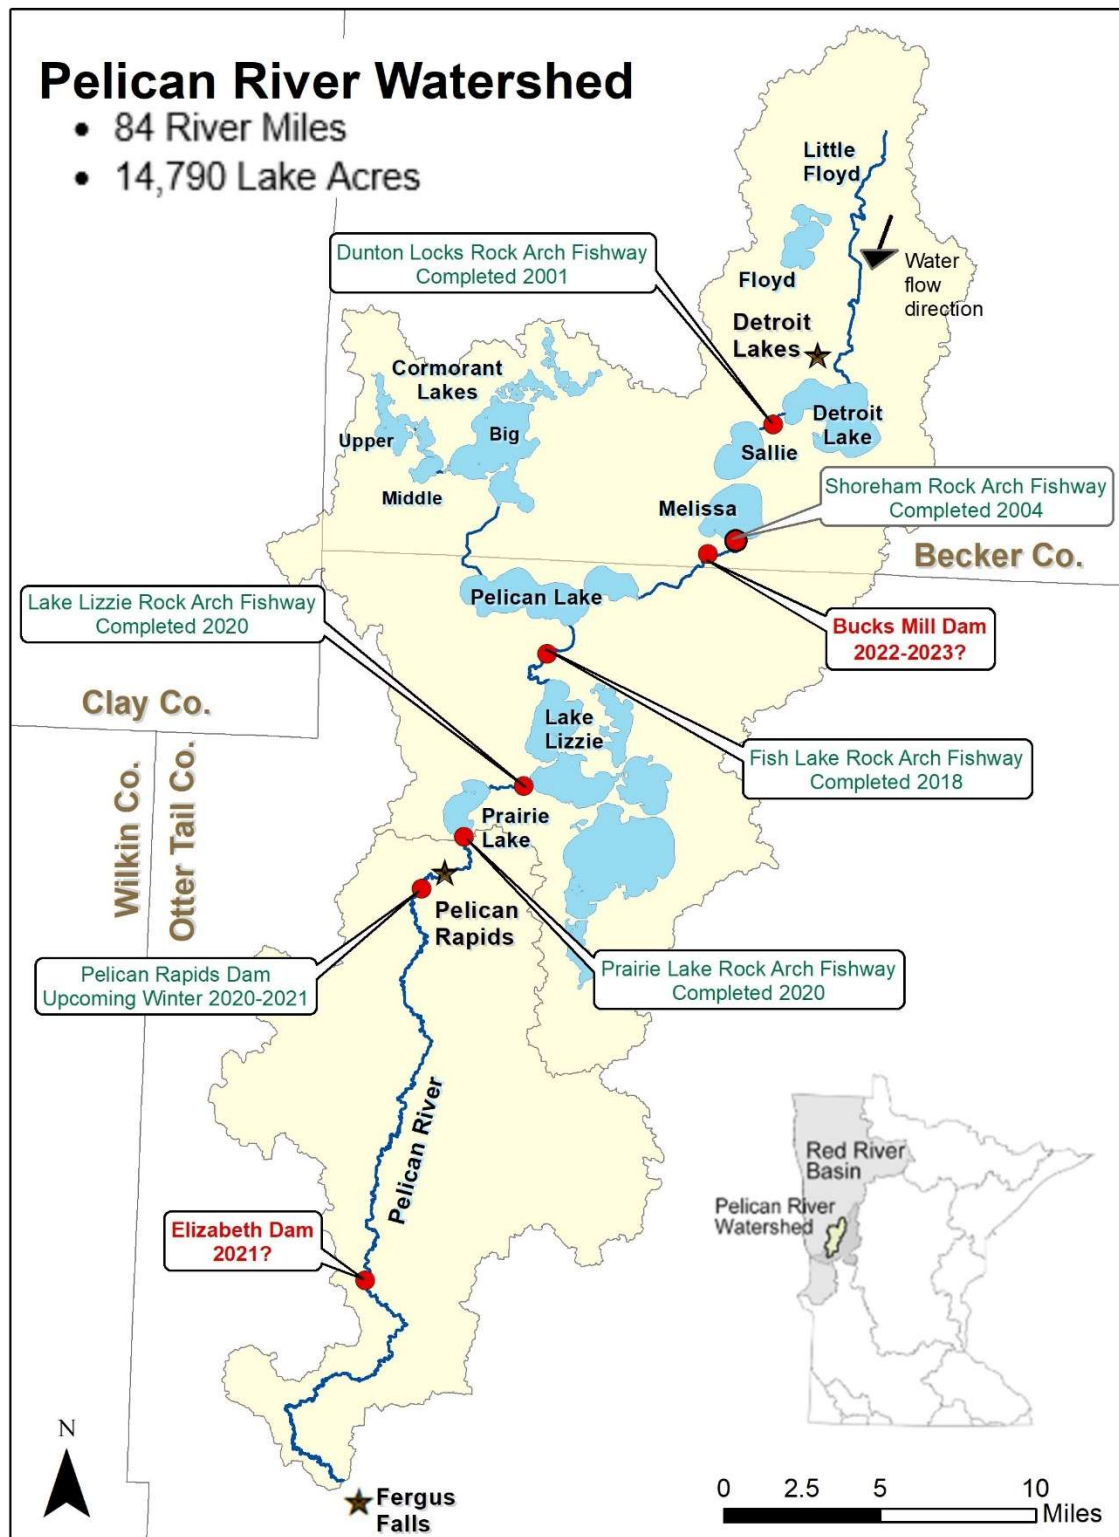 Pelican River Watershed
• 84 River Miles
• 14,790 Lake Acres
Little
Floyd
Dunton Locks Rock Arch Fishway
Completed 2001
Floyd
Water
flow
direction
Detroit
Lakes
Cormorant
Lakes
Upper
Big
Middle
Detroit
Lake
Sallie
Melissa
Shoreham Rock Arch Fishway
Completed 2004
Becker Co.
Lake Lizzie Rock Arch Fishway
Completed 2020
Pelican Lake
Bucks Mill Dam
2022-2023?
Clay Co.
Lake
Lizzie
Fish Lake Rock Arch Fishway
Completed 2018
Wilkin Co.
Otter Tail Co.
Prairie
Lake
Pelican
Rapids
Pelican Rapids Dam
Upcoming Winter 2020-2021
Prairie Lake Rock Arch Fishway
Completed 2020
Pelican River
Red River
Basin
Pelican River
Watershed
Elizabeth Dam
2021?
N
Fergus
Falls
0 2.5 5 10
Miles